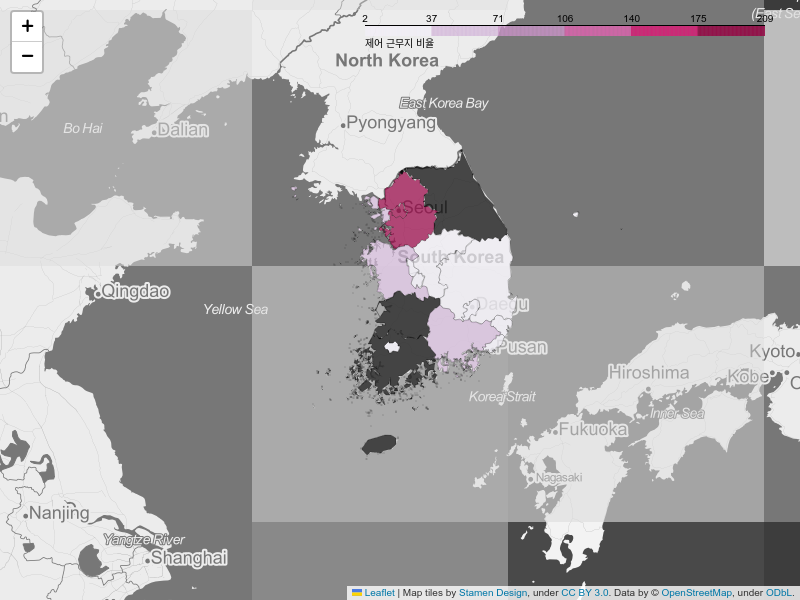 +
−
2 37 71 106 140 175 209
제어 근무지 비율
(East Se
North Korea
East Korea Bay
Pyongyang
Bo Hai
Dalian
n
Seoul
South Korea
Qingdao
Yellow Sea
Daegu
Pusan
Kyoto
Hiroshima
Kobe
Korea Strait
Inner Sea
Fukuoka
Nagasaki
Nanjing
Yangtze River
Shanghai
Leaflet | Map tiles by Stamen Design, under CC BY 3.0. Data by © OpenStreetMap, under ODbL.